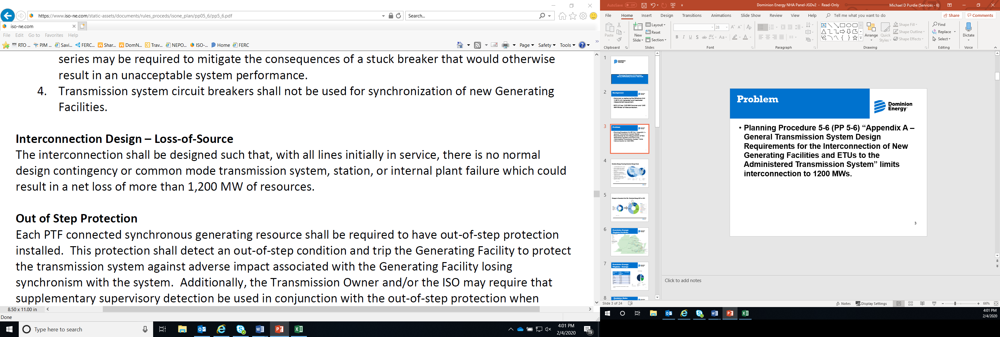 https://www.iso-ne.com/static-assets/documents/rules_proceds/isone_plan/pp05_6/pp5_6.pdf
Search...
iso-ne.com
File Edit Go to Favorites Help
RTO ... PJM ... Savi... FERC... Shar... DomN... Trav... NEPO... ISO-... Home FERC
Page Safety Tools
series may be required to mitigate the consequences of a stuck breaker that would otherwise
result in an unacceptable system performance.
4. Transmission system circuit breakers shall not be used for synchronization of new Generating
Facilities.
Interconnection Design – Loss-of-Source
The interconnection shall be designed such that, with all lines initially in service, there is no normal
design contingency or common mode transmission system, station, or internal plant failure which could
result in a net loss of more than 1,200 MW of resources.
Out of Step Protection
Each PTF connected synchronous generating resource shall be required to have out-of-step protection
installed. This protection shall detect an out-of-step condition and trip the Generating Facility to protect
the transmission system against adverse impact associated with the Generating Facility losing
synchronism with the system. Additionally, the Transmission Owner and/or the ISO may require that
supplementary supervisory detection be used in conjunction with the out-of-step protection when
8.50 x 11.00 in
Done
Type here to search
4:01 PM
2/4/2020
19
AutoSave Off
Dominion Energy NHA Panel-JGDv2 - Read-Only
Michael D Purdie (Services - 6)
File Home Insert Design Transitions Animations Slide Show Review View Help Tell me what you want to do
Share Comments
Paste
New
Slide
Layout
Reset
Section
28
B I U S ab AV Aa A
Arrange
Quick
Styles
Shape Fill
Shape Outline
Shape Effects
Find
Replace
Select
Dictate
Clipboard Slides Font Paragraph Drawing Editing Voice
1
2
Background
3
Problem
4
5
6
Dominion Energy
Virginia Portfolio
7
Dominion Energy
Virginia – Energy
8
Problem
Dominion
Energy
• Planning Procedure 5-6 (PP 5-6) “Appendix A –
General Transmission System Design
Requirements for the Interconnection of New
Generating Facilities and ETUs to the
Administered Transmission System” limits
interconnection to 1200 MWs.
3
Click to add notes
Slide 3 of 24
Notes Display Settings
66%
4:01 PM
2/4/2020